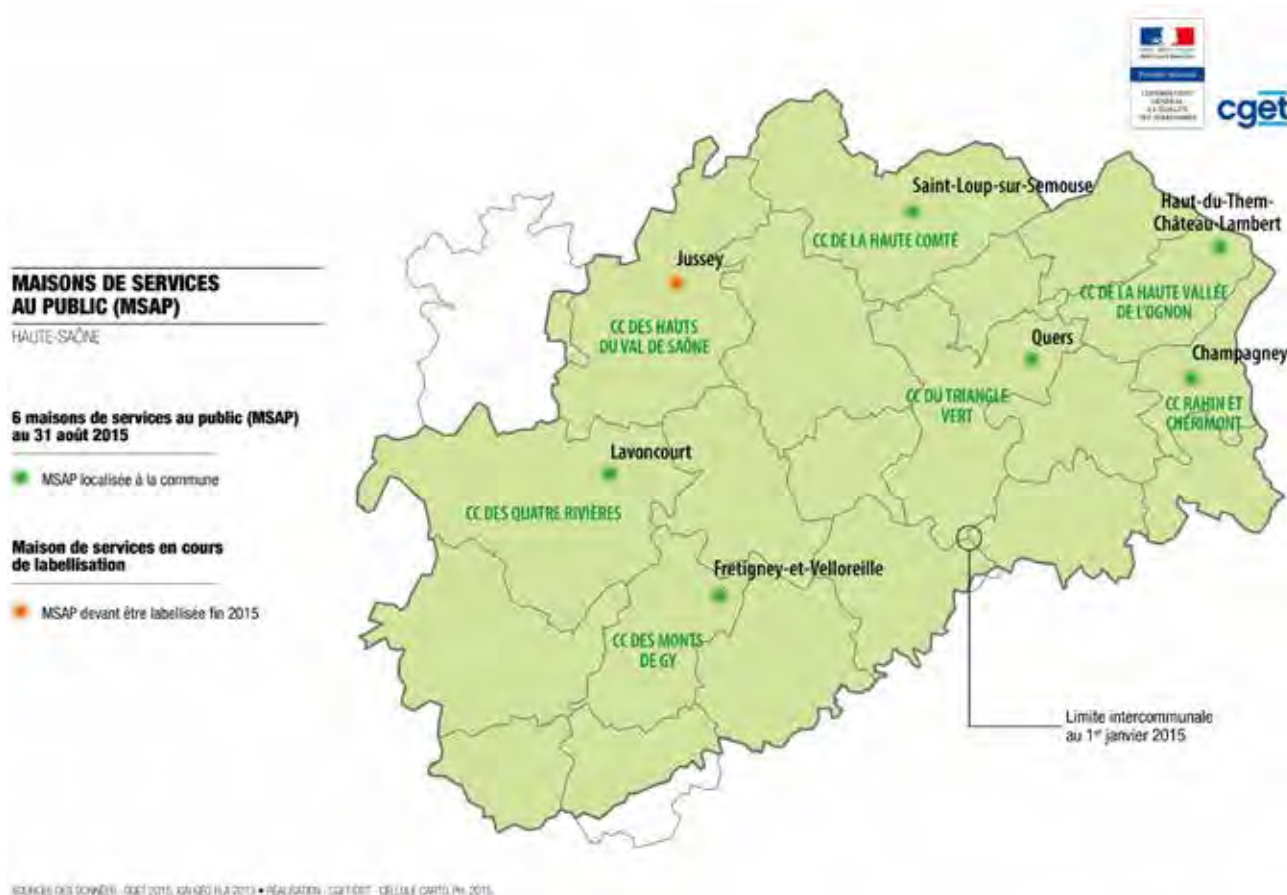 cget
MAISONS DE SERVICES
AU PUBLIC (MSAP)
HAUTE-SAÔNE
6 maisons de services au public (MSAP)
au 31 août 2015
MSAP localisée à la commune
Maison de services en cours
de labellisation
MSAP devant être labellisée fin 2015
Saint-Loup-sur-Semouse
CC DE LA HAUTE COMTÉ
Haut-du-Them-
Château-Lambert
CC DE LA HAUTE VALLÉE
DE L'OGNON
Jussey
CC DES HAUTS
DU VAL DE SAÔNE
Quers
CC DU TRIANGLE
VERT
Champagney
CC RAHIN ET
CHÉRIMONT
Lavoncourt
CC DES QUATRE RIVIÈRES
Fretigney-et-Velloreille
CC DES MONTS
DE GY
Limite intercommunale
au 1er janvier 2015